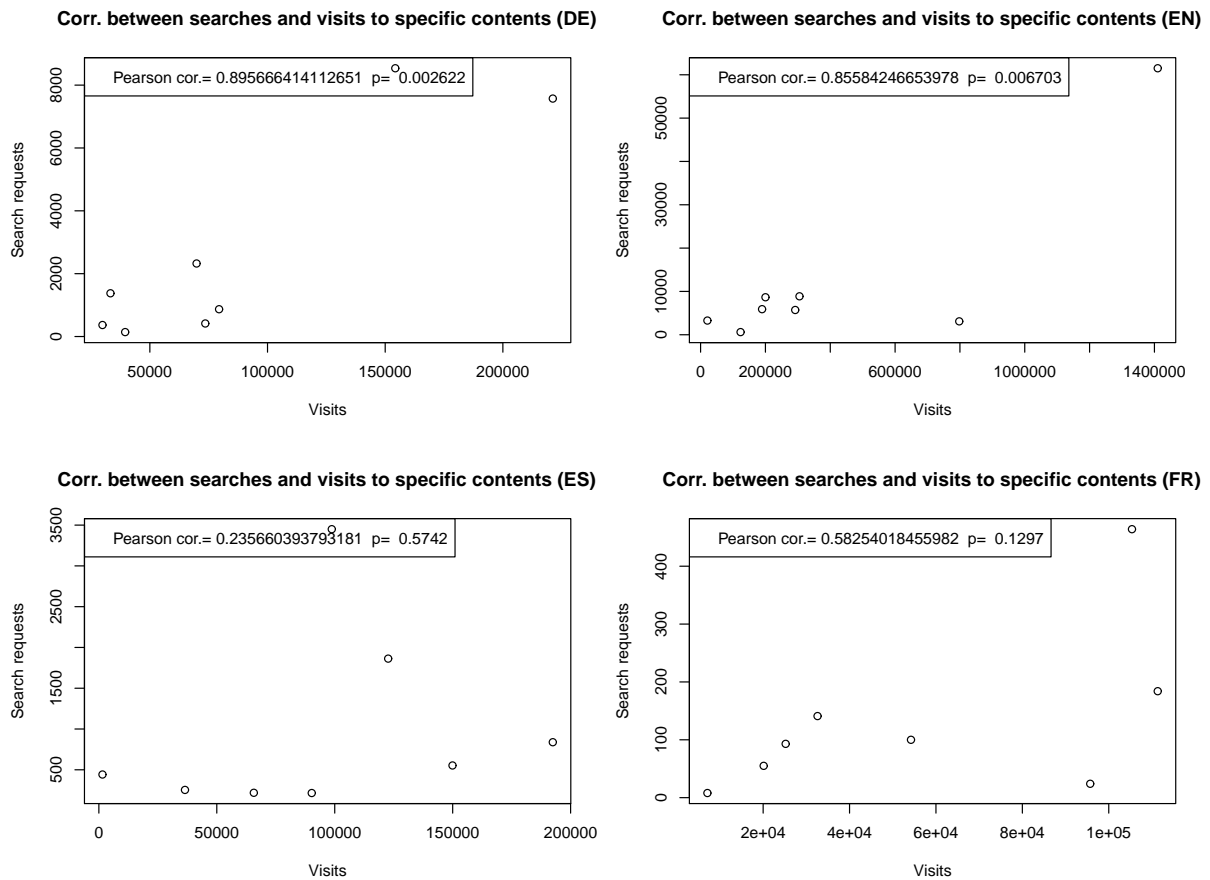 Corr. between searches and visits to specific contents (DE)
Pearson cor.= 0.895666414112651 p= 0.002622
Search requests
0 2000 4000 6000 8000
50000 100000 150000 200000
Visits
Corr. between searches and visits to specific contents (EN)
Pearson cor.= 0.85584246653978 p= 0.006703
Search requests
0 10000 30000 50000
0 200000 600000 1000000 1400000
Visits
Corr. between searches and visits to specific contents (ES)
Pearson cor.= 0.235660393793181 p= 0.5742
Search requests
500 1500 2500 3500
0 50000 100000 150000 200000
Visits
Corr. between searches and visits to specific contents (FR)
Pearson cor.= 0.58254018455982 p= 0.1297
Search requests
0 100 200 300 400
2e+04 4e+04 6e+04 8e+04 1e+05
Visits